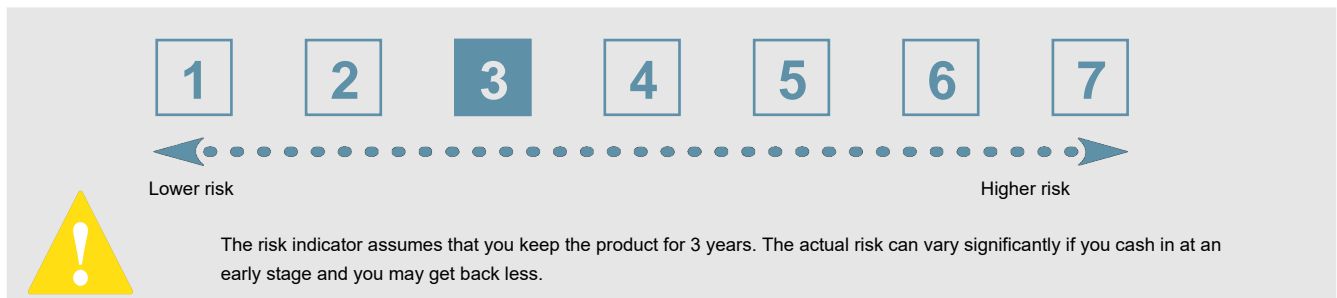 1 2 3 4 5 6 7
Lower risk Higher risk
!
The risk indicator assumes that you keep the product for 3 years. The actual risk can vary significantly if you cash in at an
early stage and you may get back less.